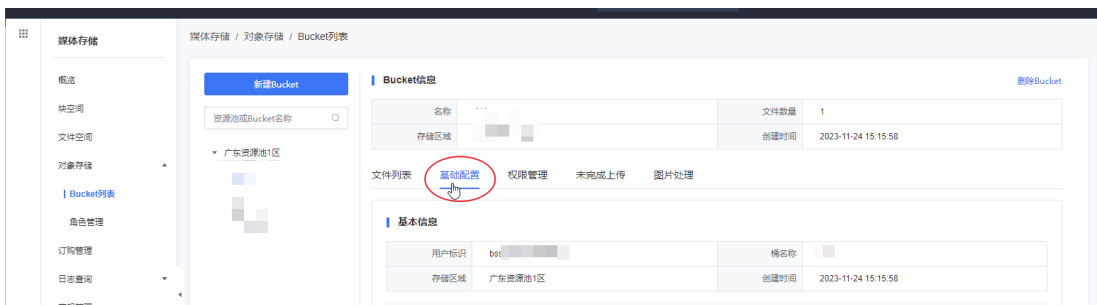 媒体存储
媒体存储 / 对象存储 / Bucket列表
概览
块空间
文件空间
对象存储
Bucket列表
角色管理
订购管理
日志查询
新建Bucket
资源池或Bucket名称
广东资源池1区
Bucket信息
删除Bucket
名称
文件数量 1
存储区域
创建时间 2023-11-24 15:15:58
文件列表 基础配置 权限管理 未完成上传 图片处理
基本信息
用户标识 bss
桶名称
存储区域 广东资源池1区
创建时间 2023-11-24 15:15:58